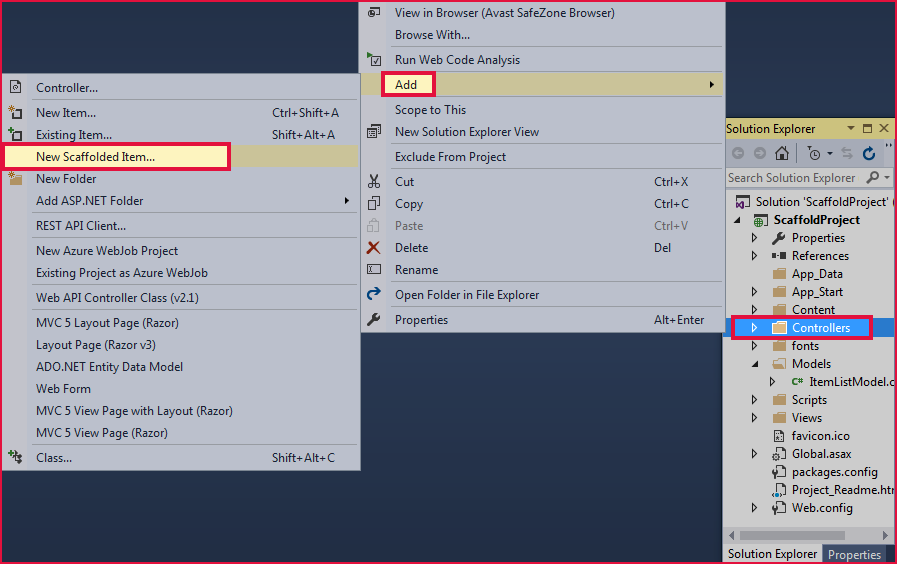 View in Browser (Avast SafeZone Browser)
Browse With...
Run Web Code Analysis
Add
Scope to This
New Solution Explorer View
Exclude From Project
Cut Ctrl+X
Copy Ctrl+C
Paste Ctrl+V
Delete Del
Rename
Open Folder in File Explorer
Properties Alt+Enter
Controller...
New Item... Ctrl+Shift+A
Existing Item... Shift+Alt+A
New Scaffolded Item...
New Folder
Add ASP.NET Folder
REST API Client...
New Azure WebJob Project
Existing Project as Azure WebJob
Web API Controller Class (v2.1)
MVC 5 Layout Page (Razor)
Layout Page (Razor v3)
ADO.NET Entity Data Model
Web Form
MVC 5 View Page with Layout (Razor)
MVC 5 View Page (Razor)
Class... Shift+Alt+C
Solution Explorer
Search Solution Explorer
Solution 'ScaffoldProject' (
ScaffoldProject
Properties
References
App_Data
App_Start
Content
Controllers
fonts
Models
C# ItemListModel.c
Scripts
Views
favicon.ico
Global.asax
packages.config
Project_Readme.htm
Web.config
Solution Explorer Properties